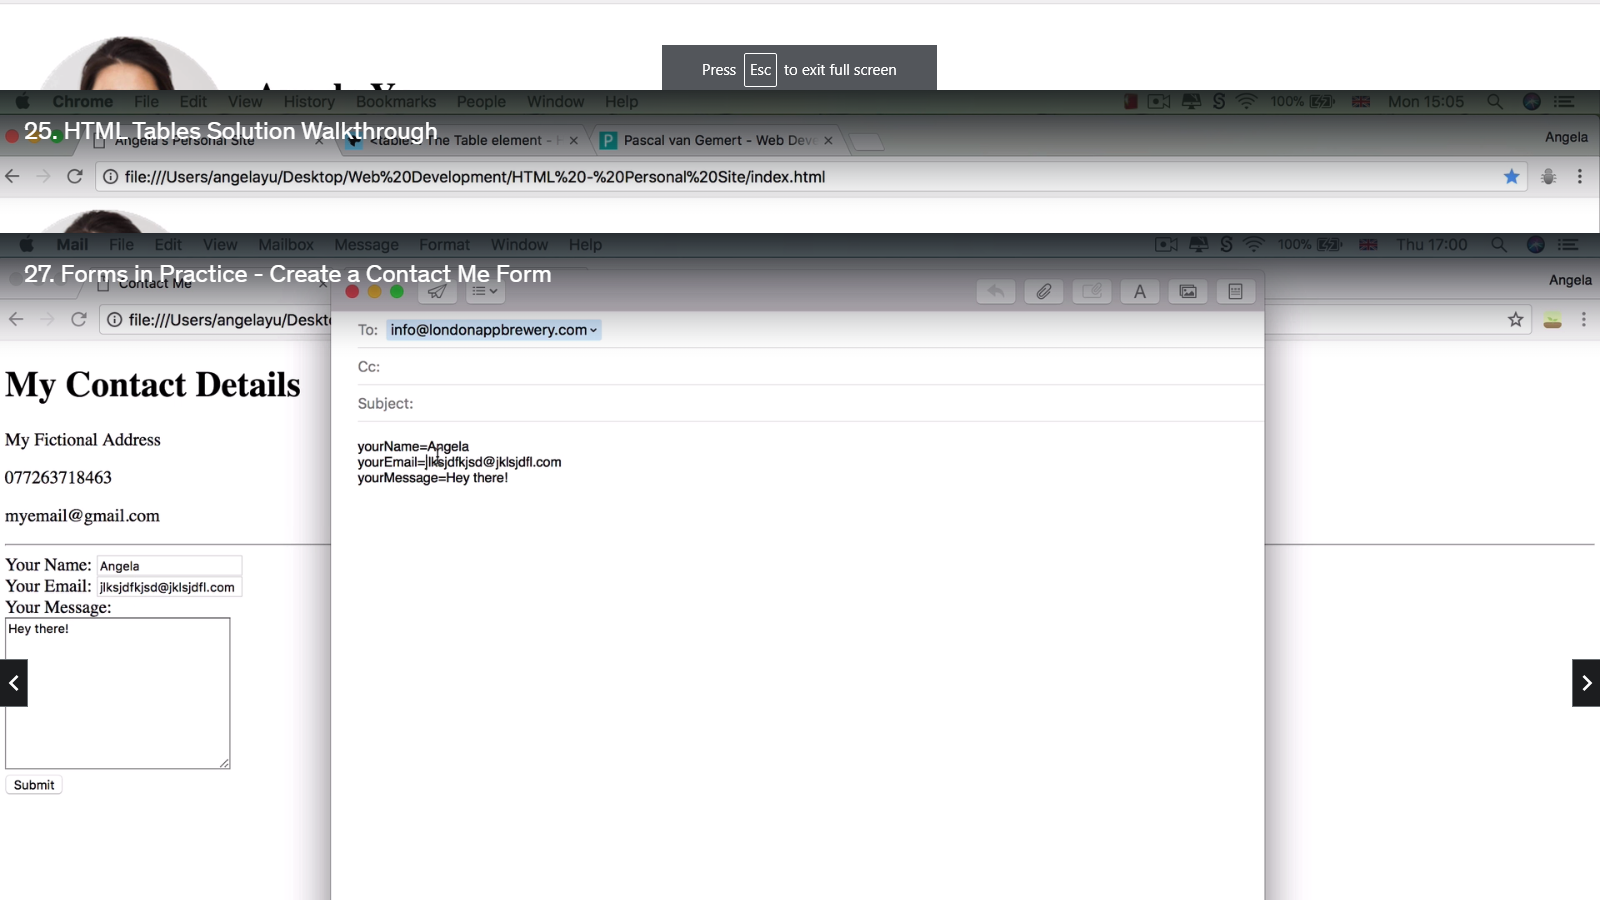 Press Esc to exit full screen
Chrome File Edit View History Bookmarks People Window Help 100% Mon 15:05
25. HTML Tables Solution Walkthrough
Angela's Personal Site <table> The Table element - Pascal van Gemert - Web Deve Angela
file:///Users/angelayu/Desktop/Web%20Development/HTML%20-%20Personal%20Site/index.html
Mail File Edit View Mailbox Message Format Window Help 100% Thu 17:00
27. Forms in Practice - Create a Contact Me Form
Contact Me Angela
file:///Users/angelayu/Deskt
To: info@londonappbrewery.com
Cc:
Subject:
yourName=Angela
yourEmail=jlksjdfkjsd@jklsjdfl.com
yourMessage=Hey there!
My Contact Details
My Fictional Address
077263718463
myemail@gmail.com
Your Name: Angela
Your Email: jlksjdfkjsd@jklsjdfl.com
Your Message:
Hey there!
Submit